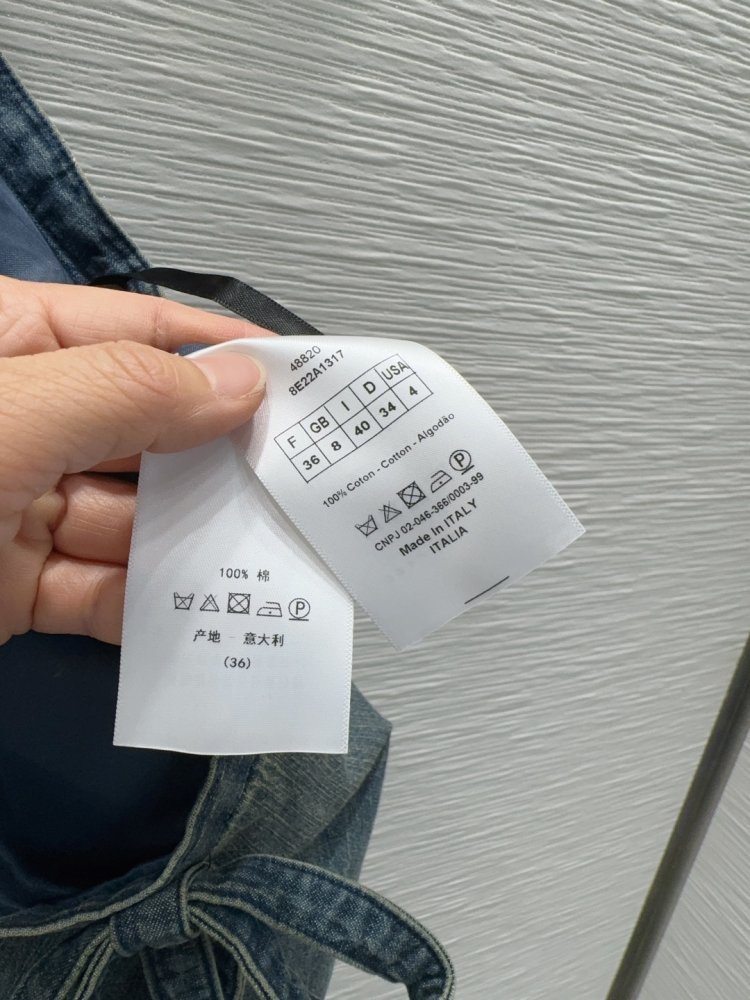 48820
8E22A1317
F GB I D USA
36 8 40 34 4
100% Coton - Cotton - Algodão
P
CNPJ 02-046-366/0003-99
Made In ITALY
ITALIA
100% 棉
P
产地 - 意大利
(36)